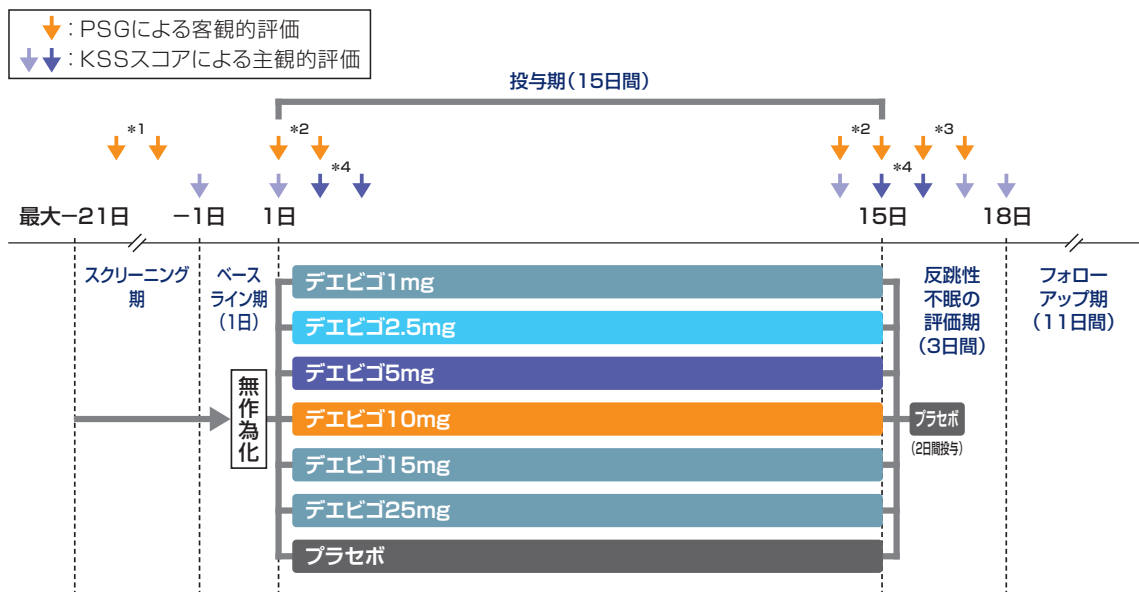 : PSGによる客観的評価
: KSSスコアによる主観的評価
投与期(15日間)
*1
*2
*2
*3
*4
*4
最大−21日
−1日
1日
15日
18日
スクリーニング
期
ベース
ライン期
(1日)
反跳性
不眠の
評価期
(3日間)
フォロー
アップ期
(11日間)
無作為化
デエビゴ1mg
デエビゴ2.5mg
デエビゴ5mg
デエビゴ10mg
デエビゴ15mg
デエビゴ25mg
プラセボ
プラセボ
(2日間投与)